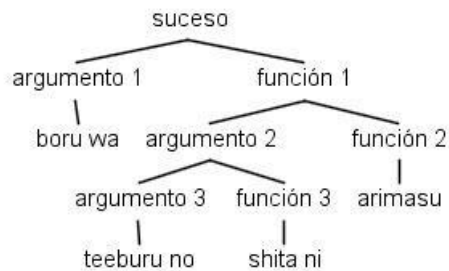 suceso
argumento 1 función 1
boru wa argumento 2 función 2
argumento 3 función 3 arimasu
teeburu no shita ni